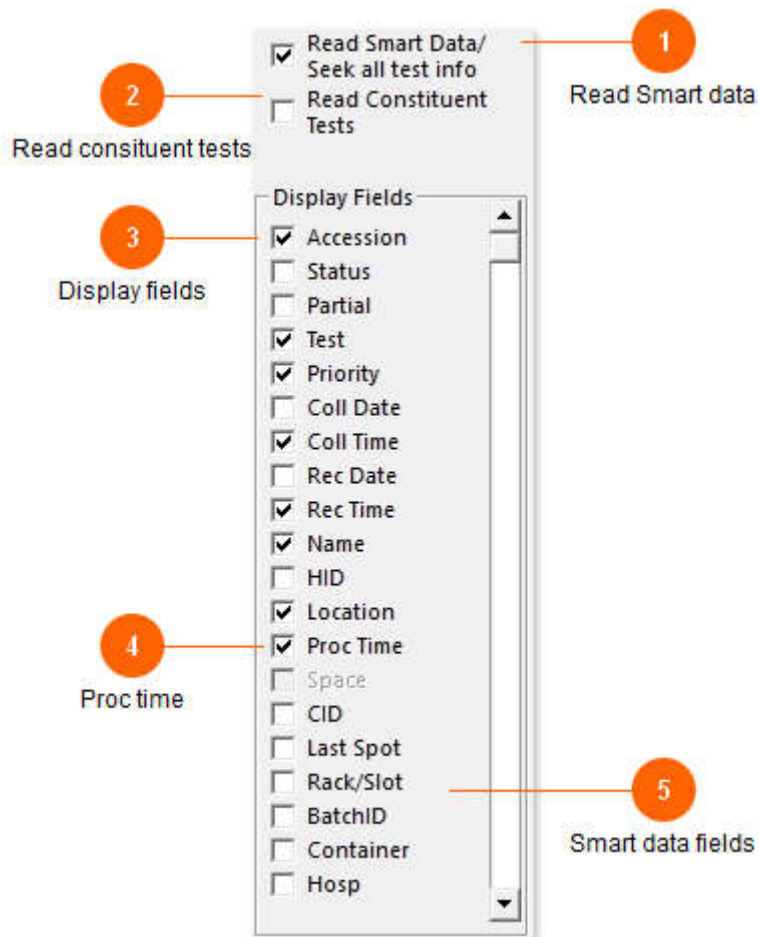 Read Smart Data/
Seek all test info
1
Read Smart data
2
Read consituent tests
Read Constituent
Tests
Display Fields
3
Display fields
Accession
Status
Partial
Test
Priority
Coll Date
Coll Time
Rec Date
Rec Time
Name
HID
Location
4
Proc time
Proc Time
Space
CID
Last Spot
Rack/Slot
5
Smart data fields
BatchID
Container
Hosp